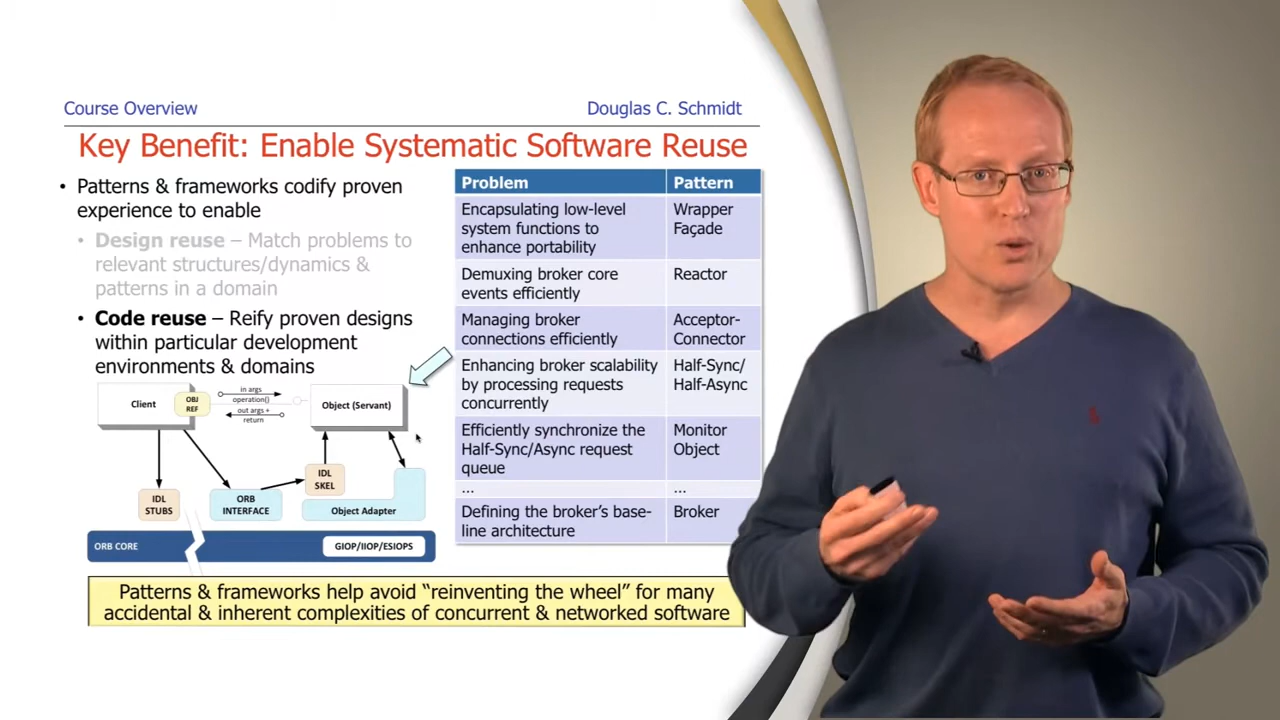 Course Overview
Douglas C. Schmidt
Key Benefit: Enable Systematic Software Reuse
• Patterns & frameworks codify proven
experience to enable
• Design reuse – Match problems to
relevant structures/dynamics &
patterns in a domain
• Code reuse – Reify proven designs
within particular development
environments & domains
Client
OBJ
REF
in args
operation()
out args +
return
Object (Servant)
IDL
STUBS
ORB
INTERFACE
IDL
SKEL
Object Adapter
ORB CORE
GIOP/IIOP/ESIOPS
Problem
Pattern
Encapsulating low-level
system functions to
enhance portability
Wrapper
Façade
Demuxing broker core
events efficiently
Reactor
Managing broker
connections efficiently
Acceptor-
Connector
Enhancing broker scalability
by processing requests
concurrently
Half-Sync/
Half-Async
Efficiently synchronize the
Half-Sync/Async request
queue
Monitor
Object
...
...
Defining the broker's base-
line architecture
Broker
Patterns & frameworks help avoid “reinventing the wheel” for many
accidental & inherent complexities of concurrent & networked software